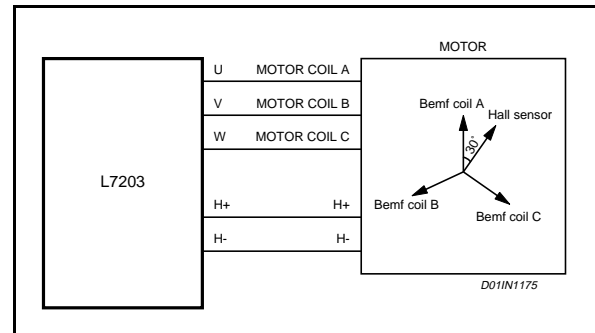 MOTOR
U MOTOR COIL A
V MOTOR COIL B
W MOTOR COIL C
Bemf coil A
Hall sensor
30°
L7203
Bemf coil B
Bemf coil C
H+ H+
H- H-
D01IN1175